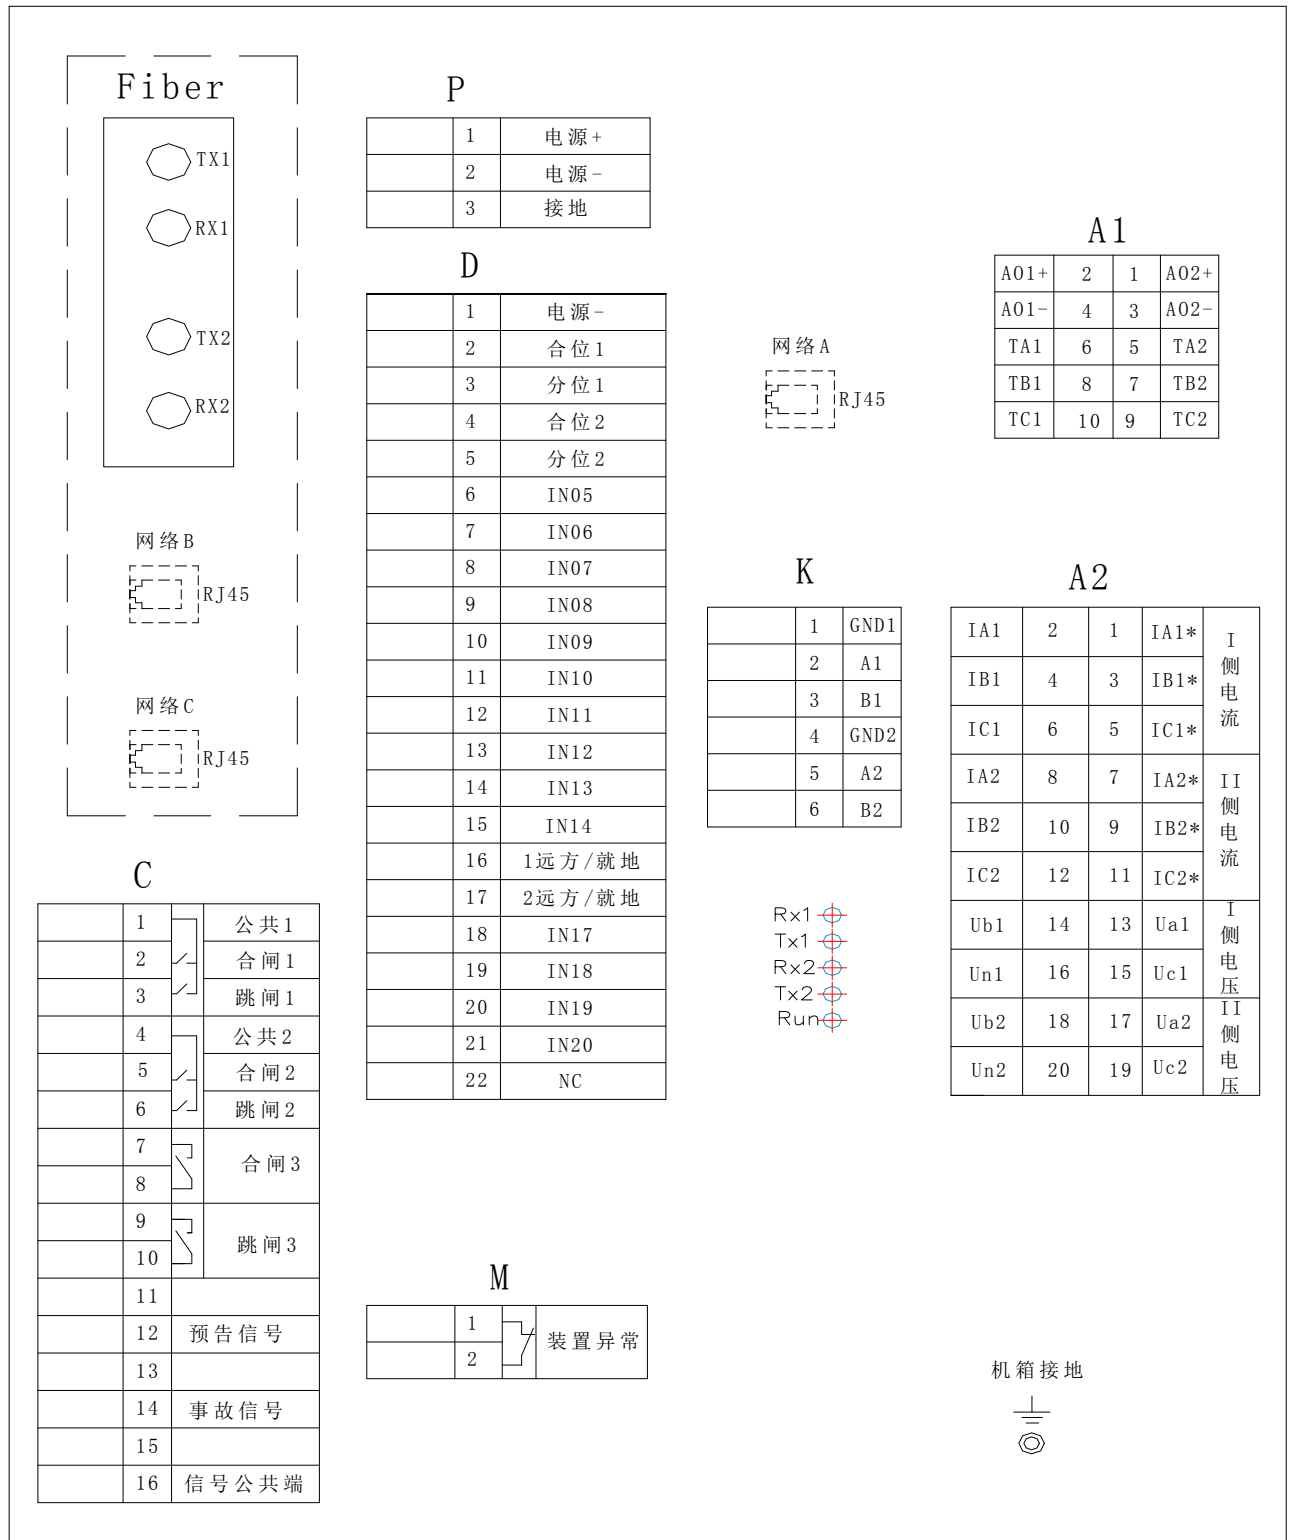 Fiber
TX1
RX1
TX2
RX2
网络B
RJ45
网络C
RJ45
P
1 电源+
2 电源-
3 接地
D
1 电源-
2 合位1
3 分位1
4 合位2
5 分位2
6 IN05
7 IN06
8 IN07
9 IN08
10 IN09
11 IN10
12 IN11
13 IN12
14 IN13
15 IN14
16 1远方/就地
17 2远方/就地
18 IN17
19 IN18
20 IN19
21 IN20
22 NC
网络A
RJ45
A1
AO1+ 2 1 AO2+
AO1- 4 3 AO2-
TA1 6 5 TA2
TB1 8 7 TB2
TC1 10 9 TC2
K
1 GND1
2 A1
3 B1
4 GND2
5 A2
6 B2
A2
IA1 2 1 IA1*
IB1 4 3 IB1*
IC1 6 5 IC1*
I侧电流
IA2 8 7 IA2*
IB2 10 9 IB2*
IC2 12 11 IC2*
II侧电流
Ub1 14 13 Ua1
Un1 16 15 Uc1
I侧电压
Ub2 18 17 Ua2
Un2 20 19 Uc2
II侧电压
Rx1
Tx1
Rx2
Tx2
Run
C
1 公共1
2 合闸1
3 跳闸1
4 公共2
5 合闸2
6 跳闸2
7
8
合闸3
9
10
跳闸3
11
12 预告信号
13
14 事故信号
15
16 信号公共端
M
1
2
装置异常
机箱接地